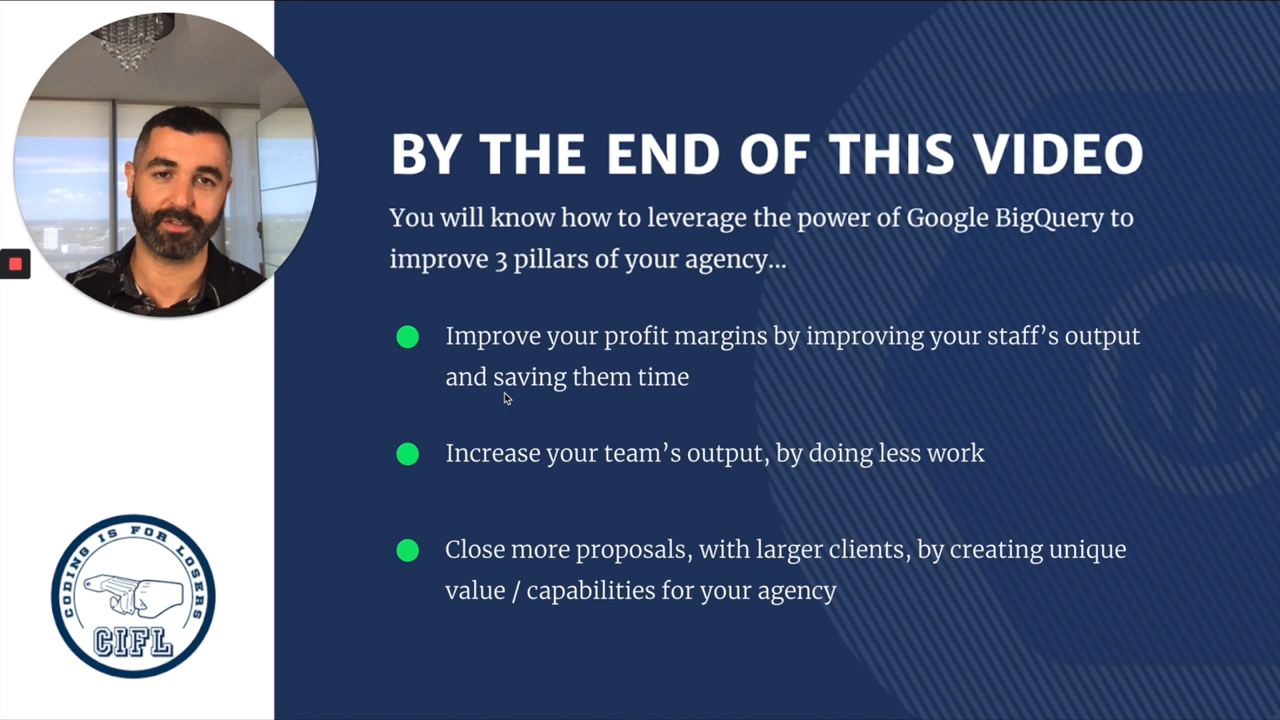 BY THE END OF THIS VIDEO
You will know how to leverage the power of Google BigQuery to
improve 3 pillars of your agency...
Improve your profit margins by improving your staff’s output
and saving them time
Increase your team’s output, by doing less work
Close more proposals, with larger clients, by creating unique
value / capabilities for your agency
CODING IS FOR LOSERS
CIFL